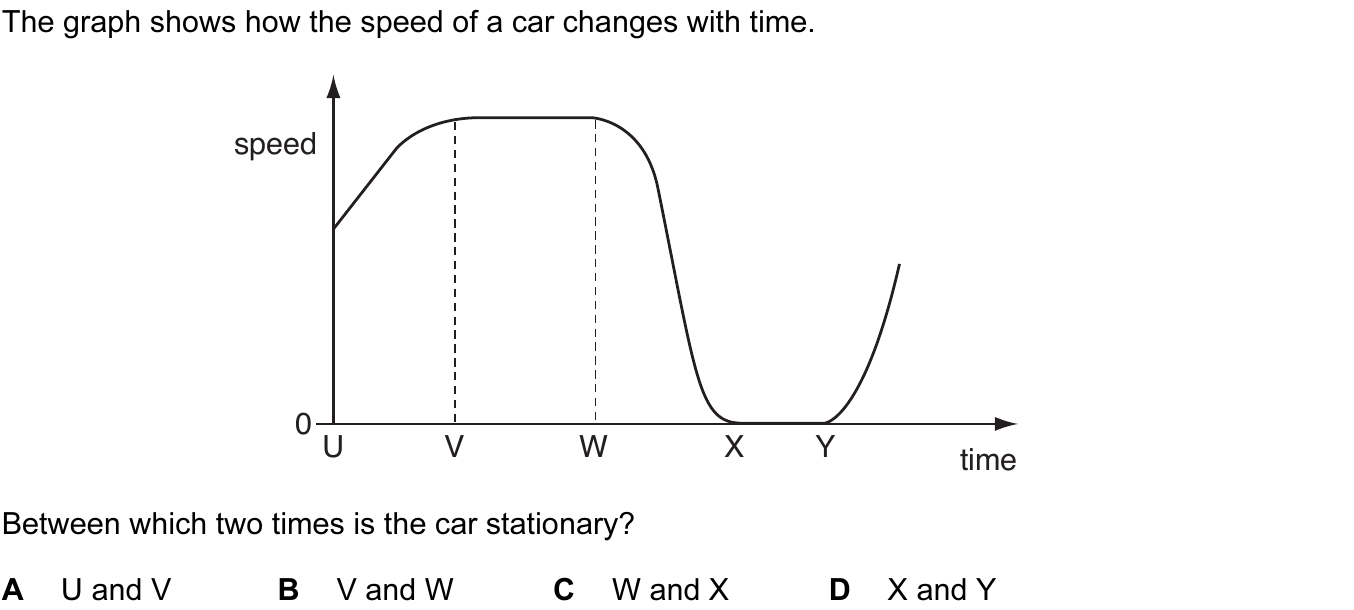 The graph shows how the speed of a car changes with time.
speed
0
U V W X Y
time
Between which two times is the car stationary?
A U and V B V and W C W and X D X and Y